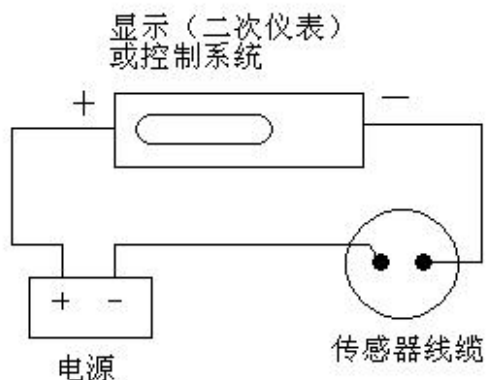 显示（二次仪表）
或控制系统
+ —
+ -
电源
传感器线缆